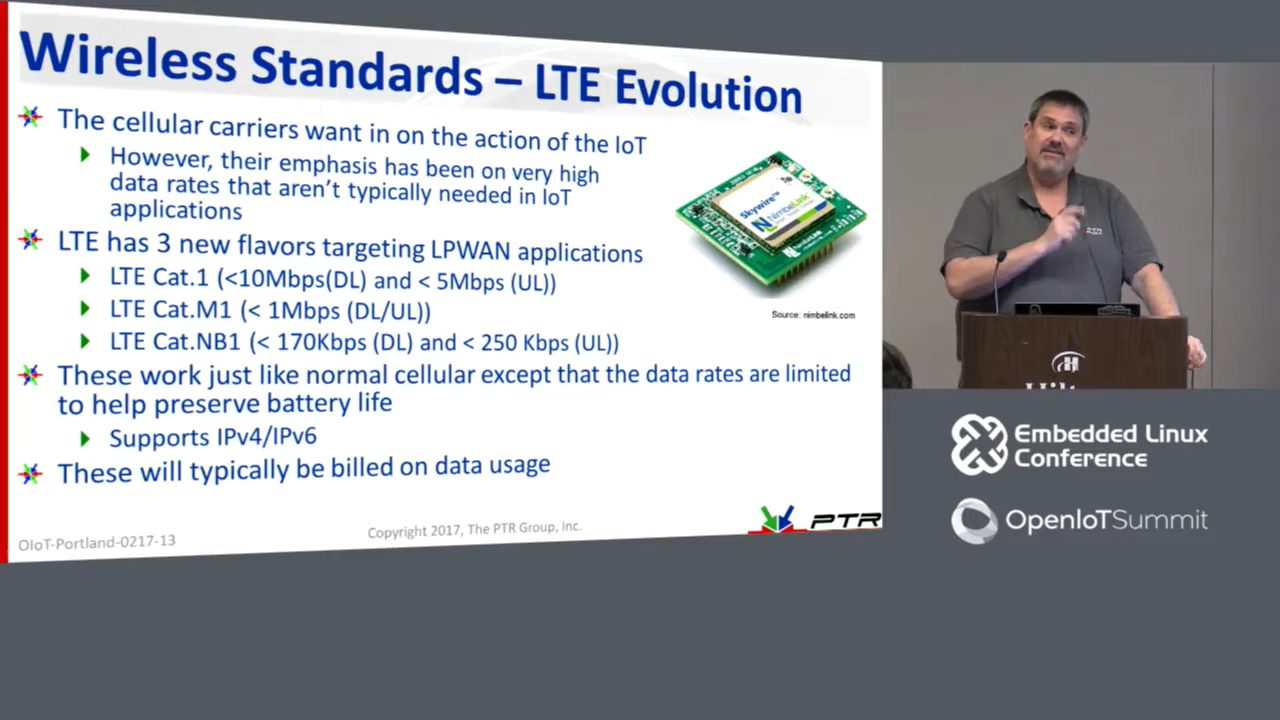 Wireless Standards – LTE Evolution
The cellular carriers want in on the action of the IoT
However, their emphasis has been on very high
data rates that aren't typically needed in IoT
applications
LTE has 3 new flavors targeting LPWAN applications
LTE Cat.1 (<10Mbps(DL) and < 5Mbps (UL))
LTE Cat.M1 (< 1Mbps (DL/UL))
LTE Cat.NB1 (< 170Kbps (DL) and < 250 Kbps (UL))
These work just like normal cellular except that the data rates are limited
to help preserve battery life
Supports IPv4/IPv6
These will typically be billed on data usage
Skywire™
NimbeLink
Source: nimbelink.com
OIoT-Portland-0217-13
Copyright 2017, The PTR Group, Inc.
PTR
Embedded Linux
Conference
OpenIoTSummit